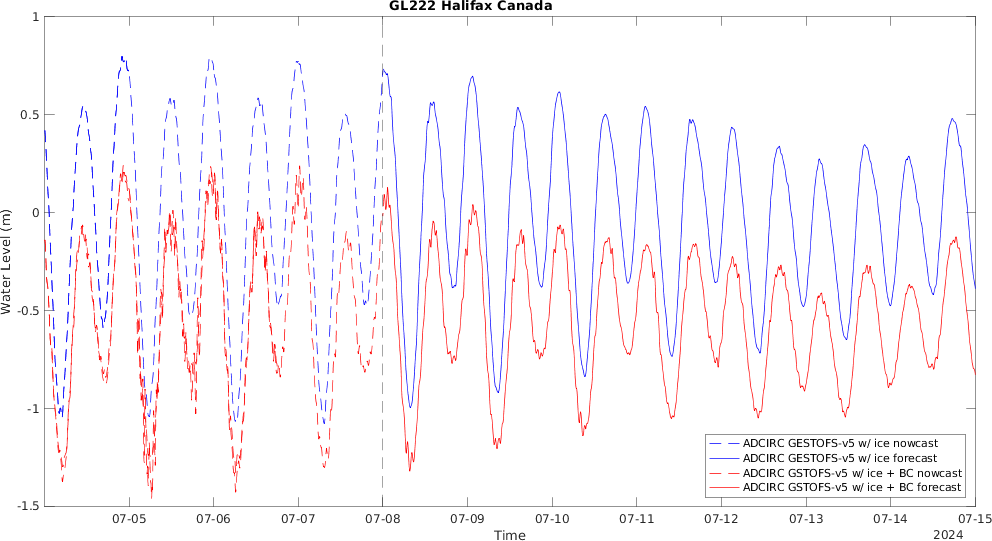 GL222 Halifax Canada
Water Level (m)
1
0.5
0
-0.5
-1
-1.5
07-05 07-06 07-07 07-08 07-09 07-10 07-11 07-12 07-13 07-14 07-15
Time
2024
ADCIRC GESTOFS-v5 w/ ice nowcast
ADCIRC GESTOFS-v5 w/ ice forecast
ADCIRC GSTOFS-v5 w/ ice + BC nowcast
ADCIRC GSTOFS-v5 w/ ice + BC forecast